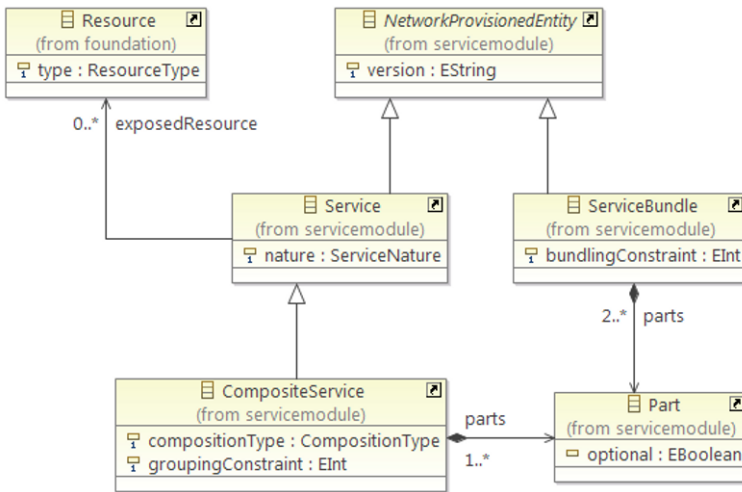 Resource
(from foundation)
type : ResourceType
NetworkProvisionedEntity
(from servicemodule)
version : EString
0..* exposedResource
Service
(from servicemodule)
nature : ServiceNature
ServiceBundle
(from servicemodule)
bundlingConstraint : EInt
2..* parts
CompositeService
(from servicemodule)
compositionType : CompositionType
groupingConstraint : EInt
parts
1..*
Part
(from servicemodule)
optional : EBoolean